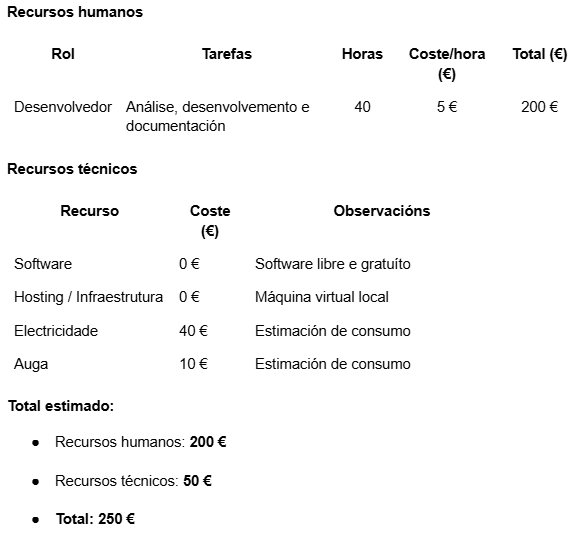 Recursos humanos
Rol Tarefas Horas Coste/hora (€) Total (€)
Desenvolvedor Análise, desenvolvemento e documentación 40 5 € 200 €
Recursos técnicos
Recurso Coste (€) Observacións
Software 0 € Software libre e gratuíto
Hosting / Infraestrutura 0 € Máquina virtual local
Electricidade 40 € Estimación de consumo
Auga 10 € Estimación de consumo
Total estimado:
● Recursos humanos: 200 €
● Recursos técnicos: 50 €
● Total: 250 €